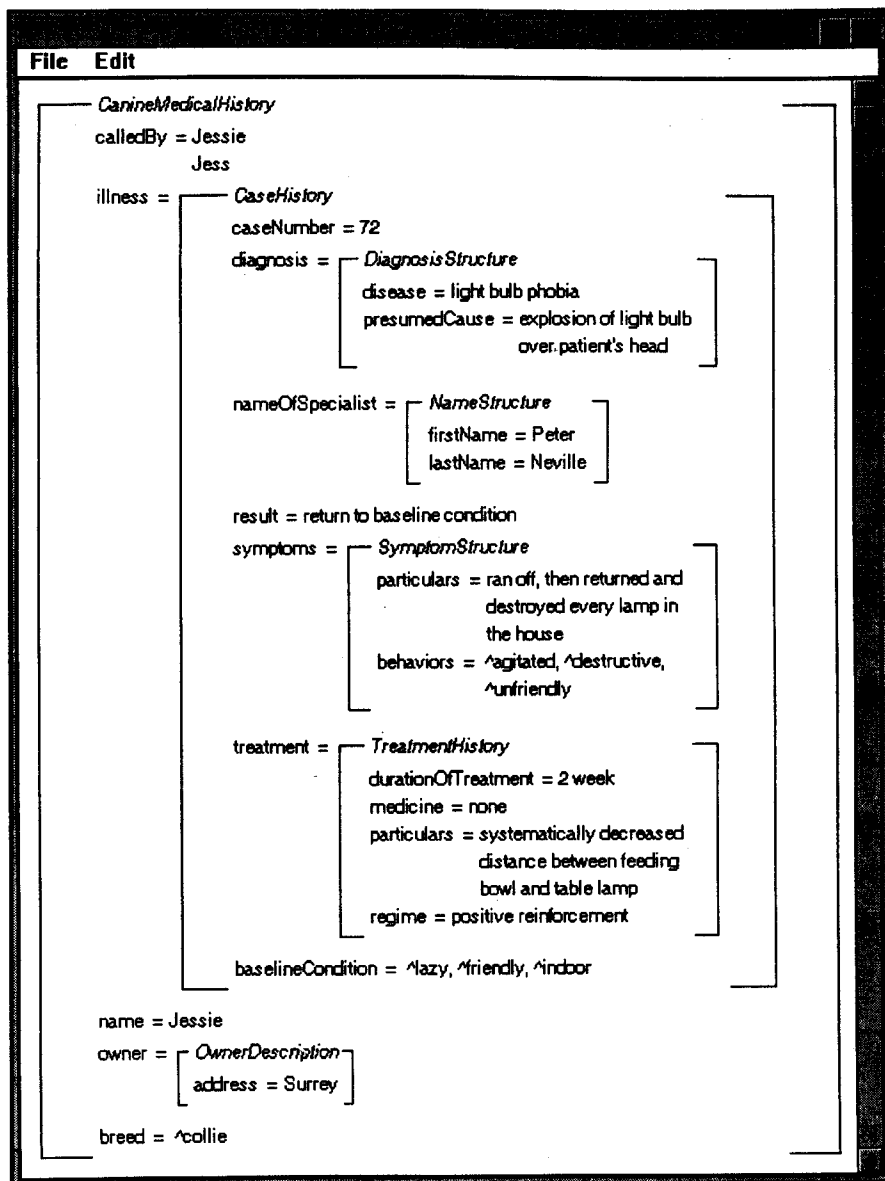 File Edit
CanineMedicalHistory
calledBy = Jessie
Jess
illness = CaseHistory
caseNumber = 72
diagnosis = DiagnosisStructure
disease = light bulb phobia
presumedCause = explosion of light bulb
over patient's head
nameOfSpecialist = NameStructure
firstName = Peter
lastName = Neville
result = return to baseline condition
symptoms = SymptomStructure
particulars = ran off, then returned and
destroyed every lamp in
the house
behaviors = ^agitated, ^destructive,
^unfriendly
treatment = TreatmentHistory
durationOfTreatment = 2 week
medicine = none
particulars = systematically decreased
distance between feeding
bowl and table lamp
regime = positive reinforcement
baselineCondition = ^lazy, ^friendly, ^indoor
name = Jessie
owner = OwnerDescription
address = Surrey
breed = ^collie